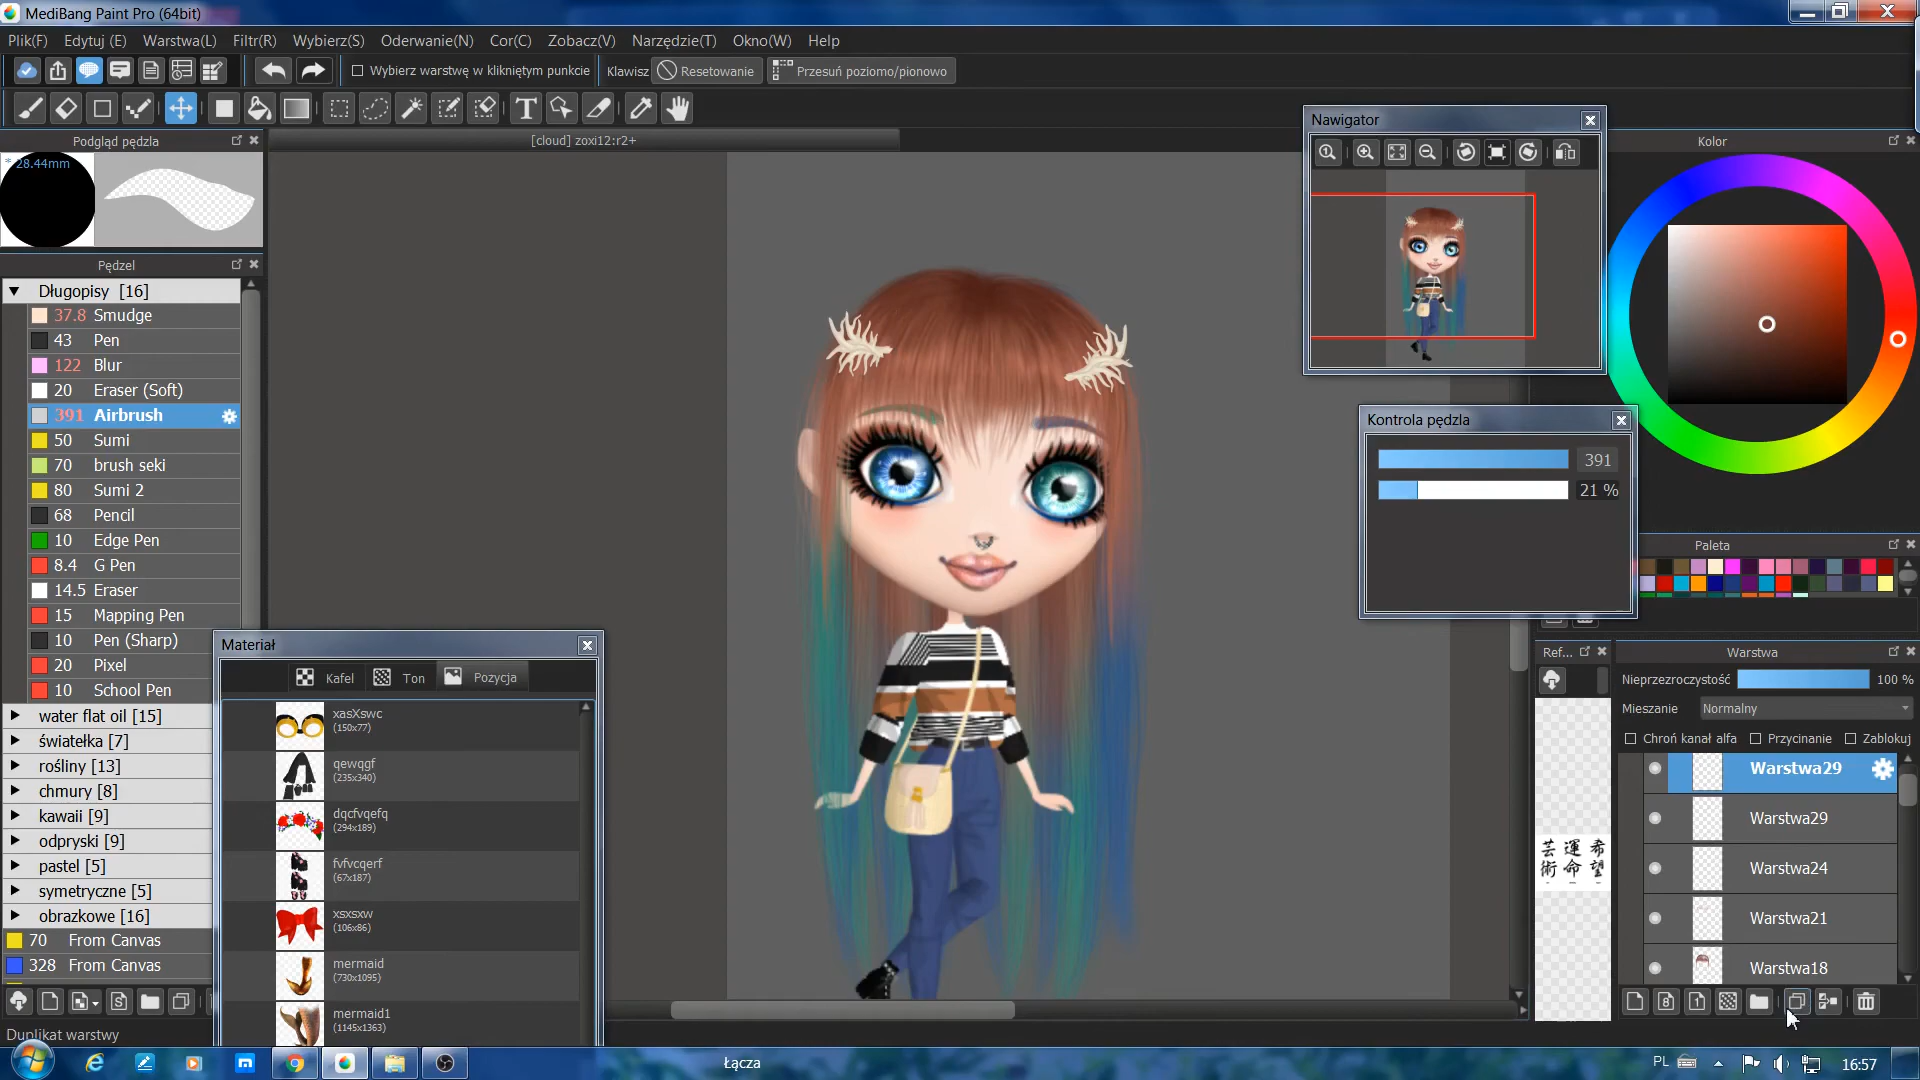 MediBang Paint Pro (64bit)
Plik(F) Edytuj (E) Warstwa(L) Filtr(R) Wybierz(S) Oderwanie(N) Cor(C) Zobacz(V) Narzędzie(T) Okno(W) Help
Wybierz warstwę w klikniętym punkcie Klawisz Resetowanie Przesuń poziomo/pionowo
Podgląd pędzla
[cloud] zoxi12:r2+
* 28.44mm
Pędzel
Długopisy [16]
37.8 Smudge
43 Pen
122 Blur
20 Eraser (Soft)
391 Airbrush
50 Sumi
70 brush seki
80 Sumi 2
68 Pencil
10 Edge Pen
8.4 G Pen
14.5 Eraser
15 Mapping Pen
10 Pen (Sharp)
20 Pixel
10 School Pen
water flat oil [15]
światełka [7]
rośliny [13]
chmury [8]
kawaii [9]
odpryski [9]
pastel [5]
symetryczne [5]
obrazkowe [16]
70 From Canvas
328 From Canvas
Duplikat warstwy
Materiał
Kafel Ton Pozycja
xasXswc
(150x77)
qewqgf
(235x340)
dqcfvqefq
(294x189)
fvfvcqerf
(67x187)
xsxsxw
(106x86)
mermaid
(730x1095)
mermaid1
(1145x1363)
Nawigator
Kolor
Kontrola pędzla
391
21 %
Paleta
Ref...
希運芸
望命術
Warstwa
Nieprzezroczystość 100 %
Mieszanie Normalny
Chroń kanał alfa Przycinanie Zablokuj
Warstwa29
Warstwa29
Warstwa24
Warstwa21
Warstwa18
Łącza
PL
16:57